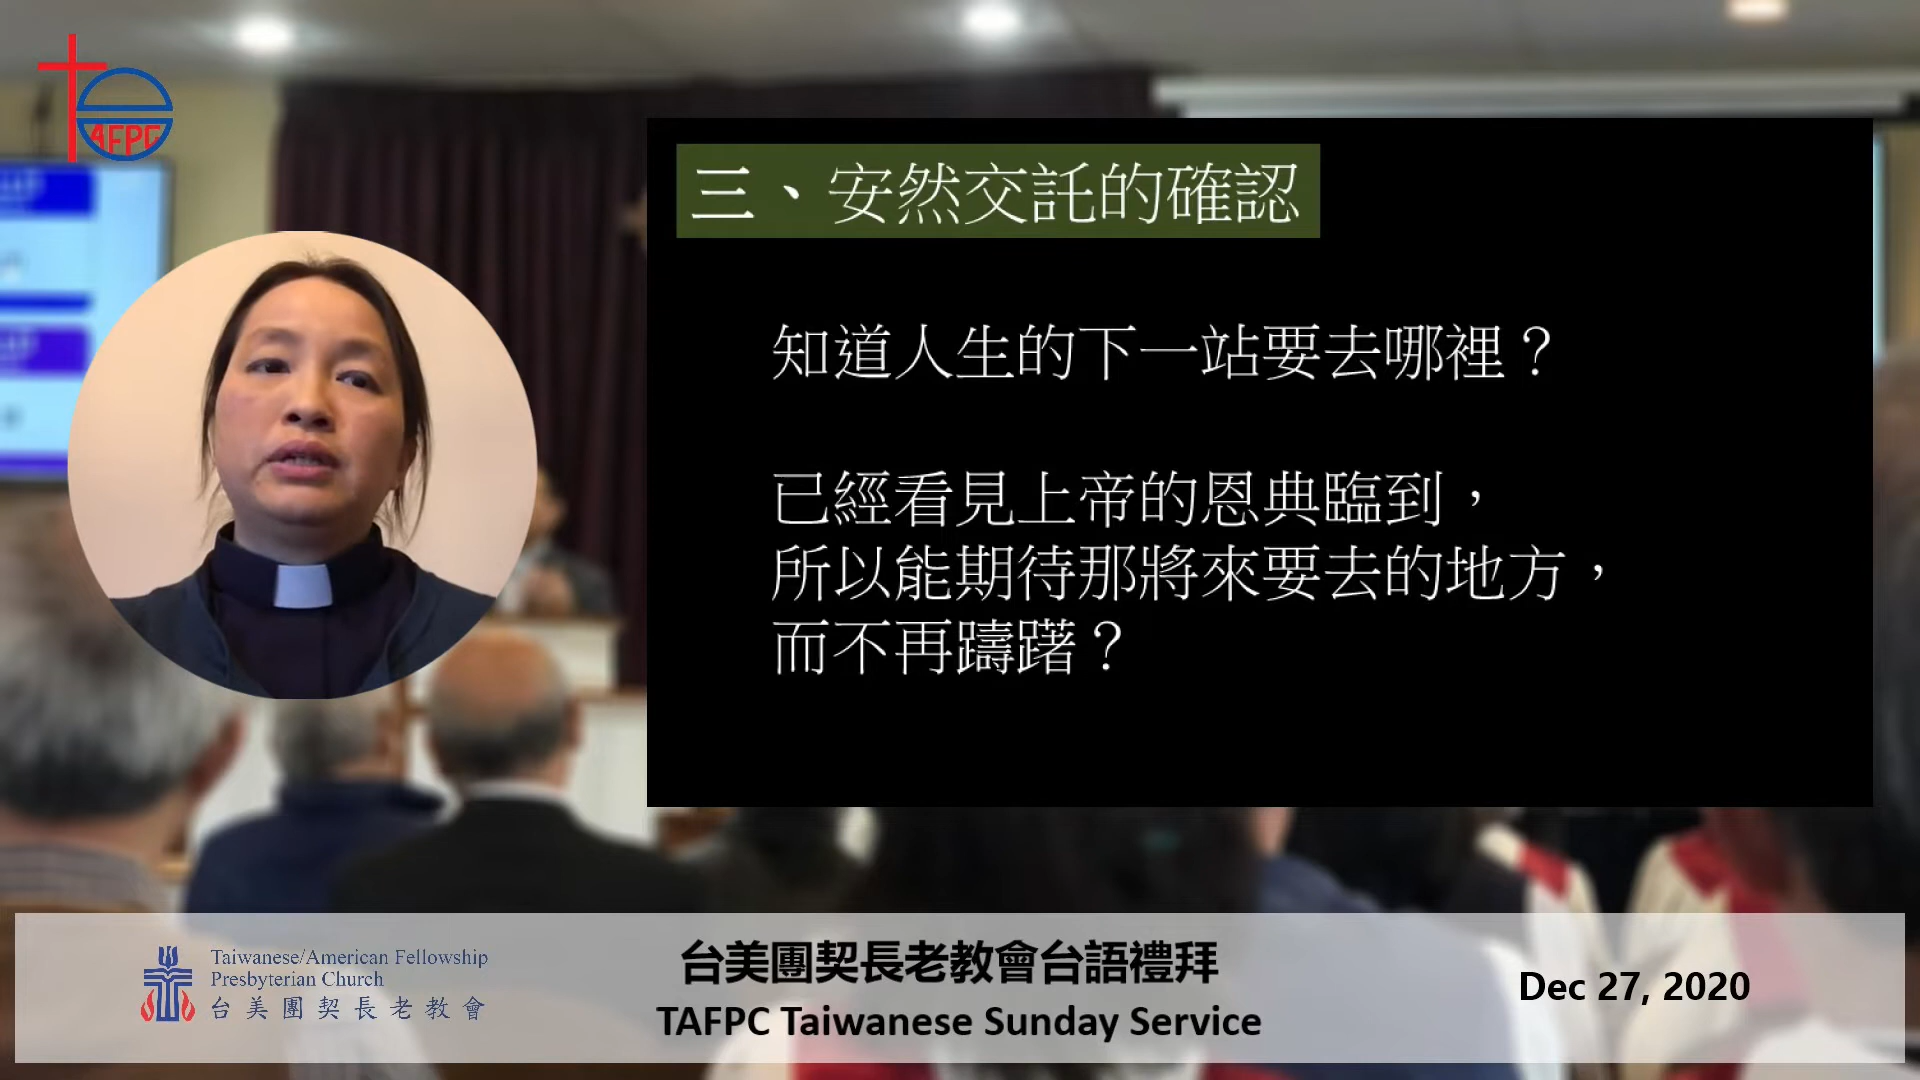 AFPC
三、安然交託的確認
知道人生的下一站要去哪裡？
已經看見上帝的恩典臨到，
所以能期待那將來要去的地方，
而不再躊躇？
Taiwanese/American Fellowship
Presbyterian Church
台美團契長老教會
台美團契長老教會台語禮拜
TAFPC Taiwanese Sunday Service
Dec 27, 2020